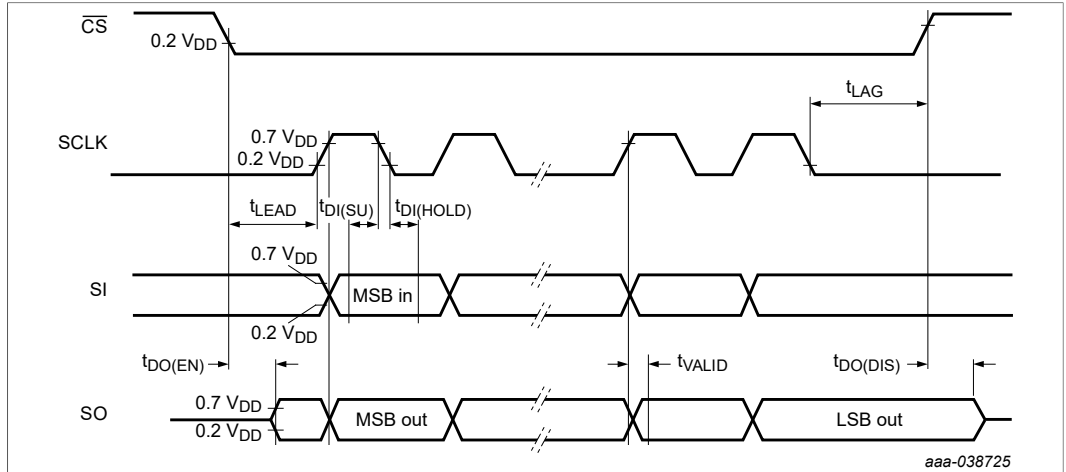 CS
0.2 VDD
tLAG
SCLK
0.7 VDD
0.2 VDD
tLEAD
tDI(SU)
tDI(HOLD)
0.7 VDD
SI
MSB in
0.2 VDD
tDO(EN)
tVALID
tDO(DIS)
SO
0.7 VDD
0.2 VDD
MSB out
LSB out
aaa-038725